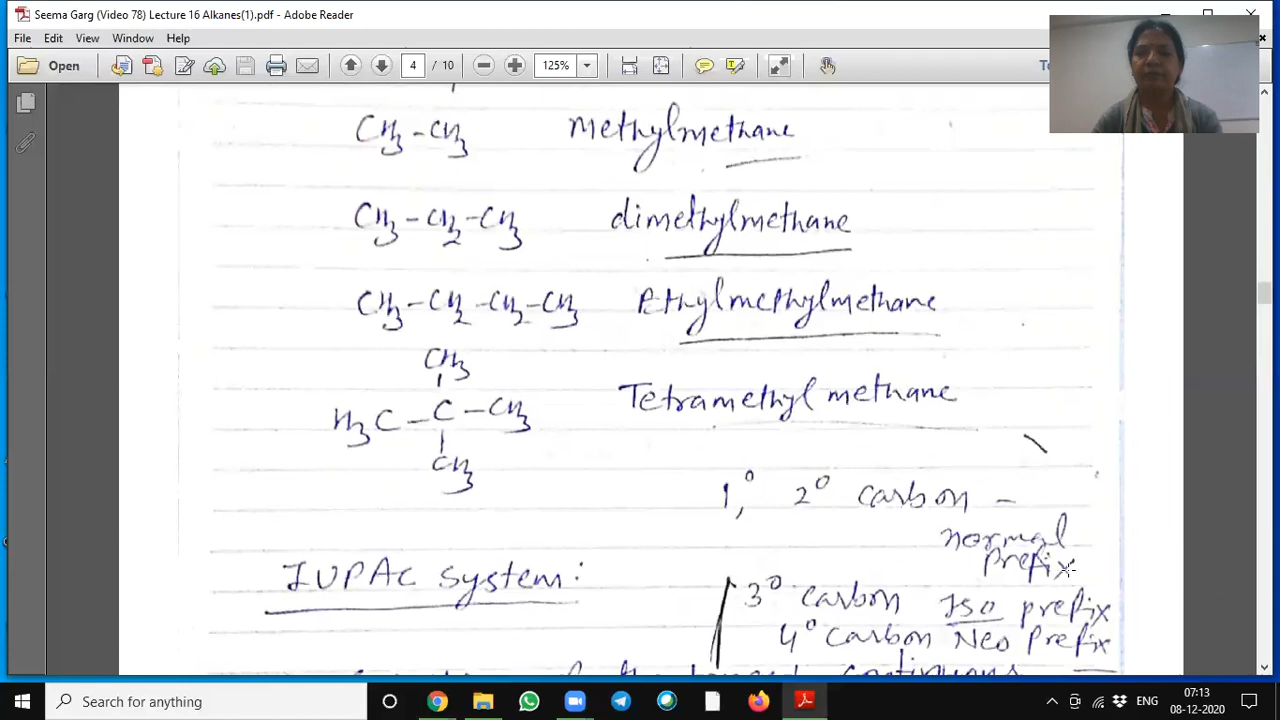 Seema Garg (Video 78) Lecture 16 Alkanes(1).pdf - Adobe Reader
File Edit View Window Help
Open 4 / 10 125%
CH3-CH3 Methylmethane
CH3-CH2-CH3 dimethylmethane
CH3-CH2-CH2-CH3 Ethylmethylmethane
CH3
H3C-C-CH3 Tetramethylmethane
CH3
1°, 2° carbon -
normal
prefix
IUPAC system:
3° carbon Iso prefix
4° carbon Neo Prefix
continuous
Search for anything
ENG
07:13
08-12-2020